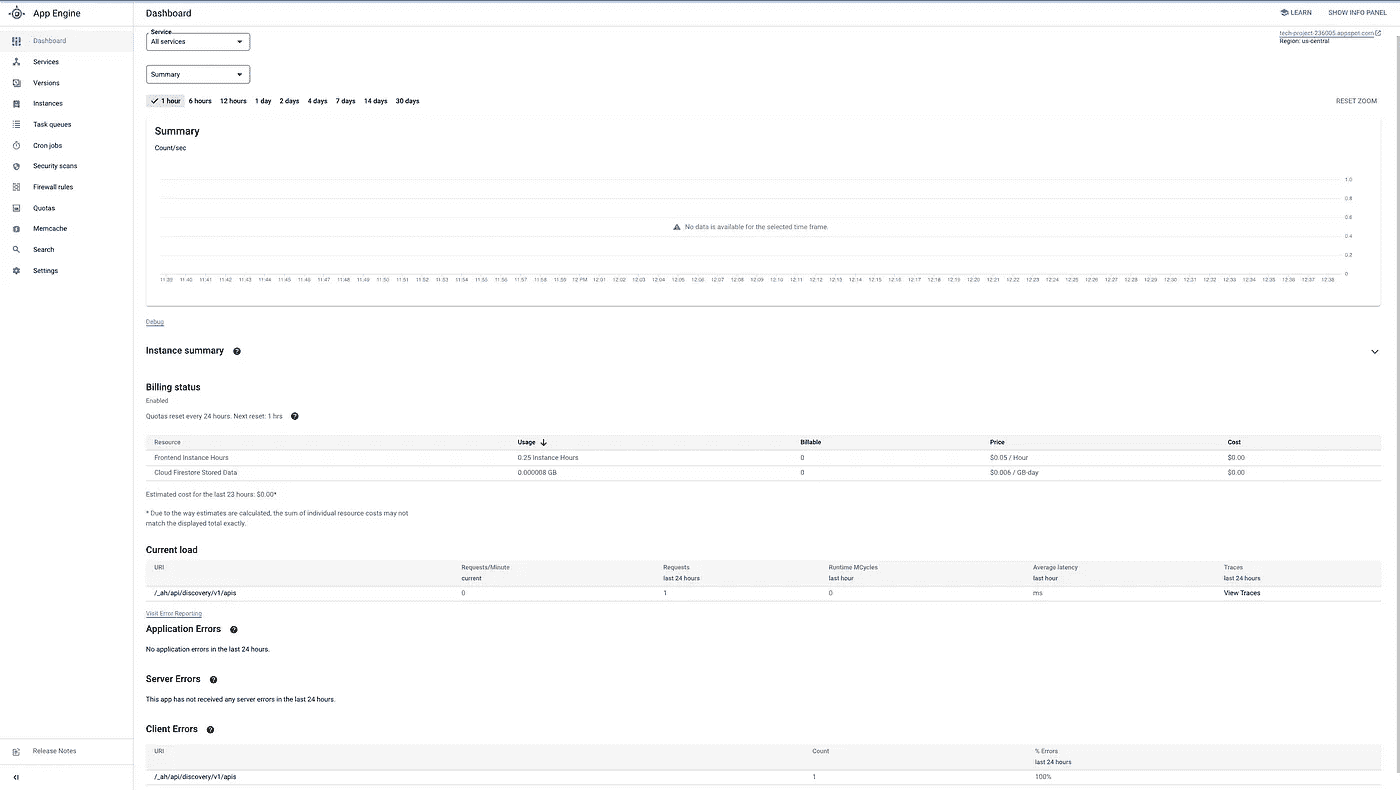 App Engine
Dashboard
LEARN
SHOW INFO PANEL
Dashboard
Services
Versions
Instances
Task queues
Cron jobs
Security scans
Firewall rules
Quotas
Memcache
Search
Settings
Release Notes
Service
All services
tech-project-236005.appspot.com
Region: us-central
Summary
1 hour 6 hours 12 hours 1 day 2 days 4 days 7 days 14 days 30 days
RESET ZOOM
Summary
Count/sec
1.0
0.8
0.6
No data is available for the selected time frame.
0.4
0.2
0
11:39 11:40 11:41 11:42 11:43 11:44 11:45 11:46 11:47 11:48 11:49 11:50 11:51 11:52 11:53 11:54 11:55 11:56 11:57 11:58 11:59 12 PM 12:01 12:02 12:03 12:04 12:05 12:06 12:07 12:08 12:09 12:10 12:11 12:12 12:13 12:14 12:15 12:16 12:17 12:18 12:19 12:20 12:21 12:22 12:23 12:24 12:25 12:26 12:27 12:28 12:29 12:30 12:31 12:32 12:33 12:34 12:35 12:36 12:37 12:38
Debug
Instance summary
Billing status
Enabled
Quotas reset every 24 hours. Next reset: 1 hrs
Resource Usage Billable Price Cost
Frontend Instance Hours 0.25 Instance Hours 0 $0.05 / Hour $0.00
Cloud Firestore Stored Data 0.000008 GB 0 $0.006 / GB-day $0.00
Estimated cost for the last 23 hours: $0.00*
* Due to the way estimates are calculated, the sum of individual resource costs may not
match the displayed total exactly.
Current load
URI Requests/Minute Requests Runtime MCycles Average latency Traces
current last 24 hours last hour last hour last 24 hours
/_ah/api/discovery/v1/apis 0 1 0 ms View Traces
Visit Error Reporting
Application Errors
No application errors in the last 24 hours.
Server Errors
This app has not received any server errors in the last 24 hours.
Client Errors
URI Count % Errors
last 24 hours
/_ah/api/discovery/v1/apis 1 100%